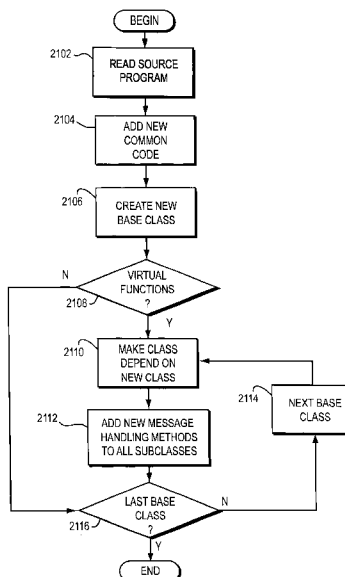 BEGIN
2102
READ SOURCE
PROGRAM
2104
ADD NEW
COMMON
CODE
2106
CREATE NEW
BASE CLASS
N
VIRTUAL
FUNCTIONS
?
2108
Y
2110
MAKE CLASS
DEPEND ON
NEW CLASS
2114
NEXT BASE
CLASS
2112
ADD NEW MESSAGE
HANDLING METHODS
TO ALL SUBCLASSES
LAST BASE
CLASS
?
N
2116
Y
END